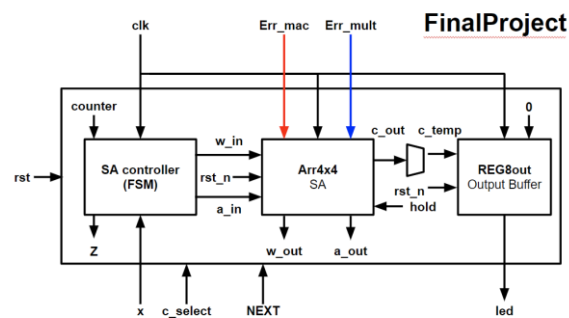 FinalProject
clk
Err_mac
Err_mult
counter
0
c_out
c_temp
w_in
SA controller
(FSM)
Arr4x4
SA
REG8out
Output Buffer
rst
rst_n
rst_n
a_in
hold
Z
w_out
a_out
x
c_select
NEXT
led